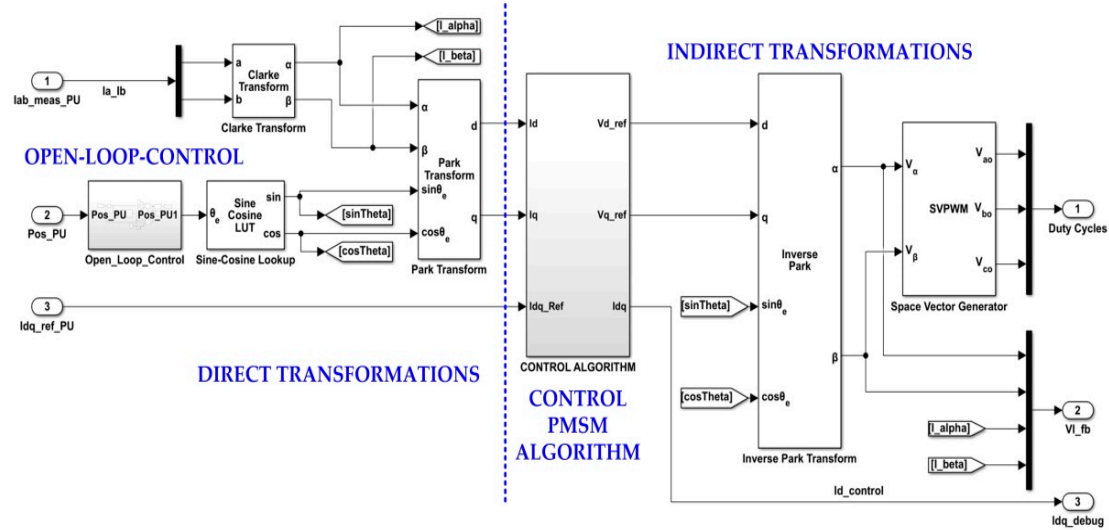 [I_alpha]
[I_beta]
INDIRECT TRANSFORMATIONS
1
Iab_meas_PU
Ia_Ib
a
b
Clarke
Transform
α
β
Clarke Transform
OPEN-LOOP-CONTROL
2
Pos_PU
Pos_PU
Pos_PU1
Open_Loop_Control
θe
Sine
Cosine
LUT
sin
cos
Sine-Cosine Lookup
[sinTheta]
[cosTheta]
α
β
sinθe
cosθe
Park
Transform
d
q
Park Transform
3
Idq_ref_PU
DIRECT TRANSFORMATIONS
Id
Iq
Idq_Ref
Vd_ref
Vq_ref
Idq
CONTROL ALGORITHM
CONTROL
PMSM
ALGORITHM
[sinTheta]
[cosTheta]
d
q
sinθe
cosθe
Inverse
Park
α
β
Inverse Park Transform
Vα
Vβ
SVPWM
Vao
Vbo
Vco
Space Vector Generator
1
Duty Cycles
[I_alpha]
[I_beta]
2
VI_fb
Id_control
3
Idq_debug